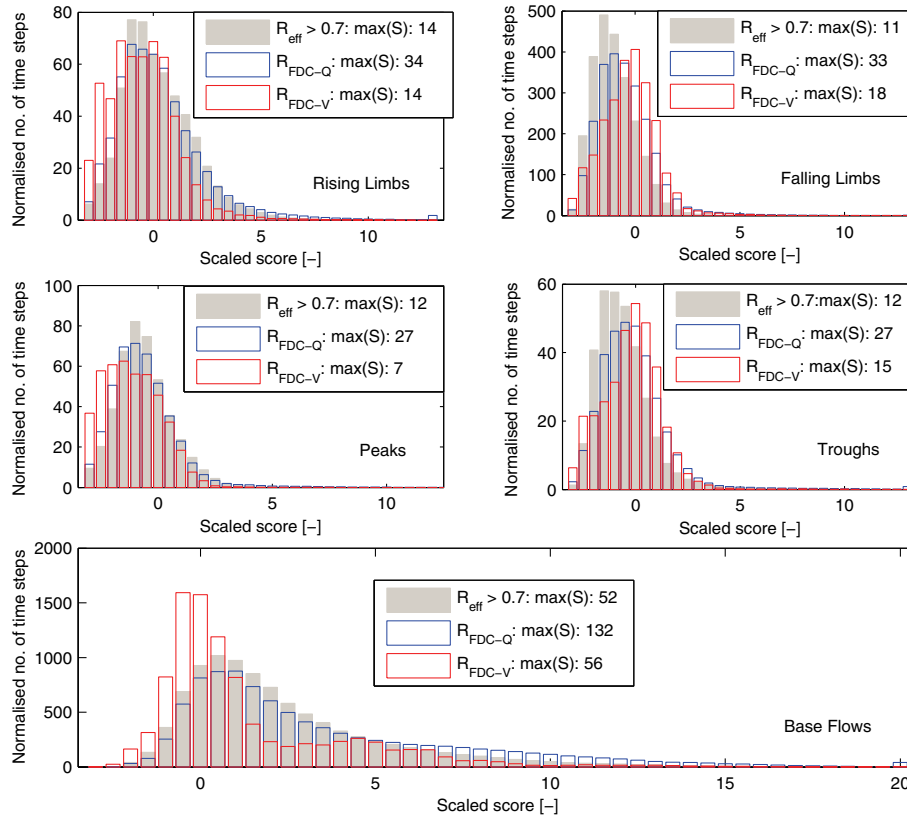 Normalised no. of time steps
80
60
40
20
0
R_eff > 0.7: max(S): 14
R_FDC−Q: max(S): 34
R_FDC−V: max(S): 14
Rising Limbs
0
5
10
Scaled score [−]
Normalised no. of time steps
500
400
300
200
100
0
R_eff > 0.7: max(S): 11
R_FDC−Q: max(S): 33
R_FDC−V: max(S): 18
Falling Limbs
0
5
10
Scaled score [−]
Normalised no. of time steps
100
80
60
40
20
0
R_eff > 0.7: max(S): 12
R_FDC−Q: max(S): 27
R_FDC−V: max(S): 7
Peaks
0
5
10
Scaled score [−]
Normalised no. of time steps
60
40
20
0
R_eff > 0.7:max(S): 12
R_FDC−Q: max(S): 27
R_FDC−V: max(S): 15
Troughs
0
5
10
Scaled score [−]
Normalised no. of time steps
2000
1500
1000
500
0
R_eff > 0.7: max(S): 52
R_FDC−Q: max(S): 132
R_FDC−V: max(S): 56
Base Flows
0
5
10
15
20
Scaled score [−]